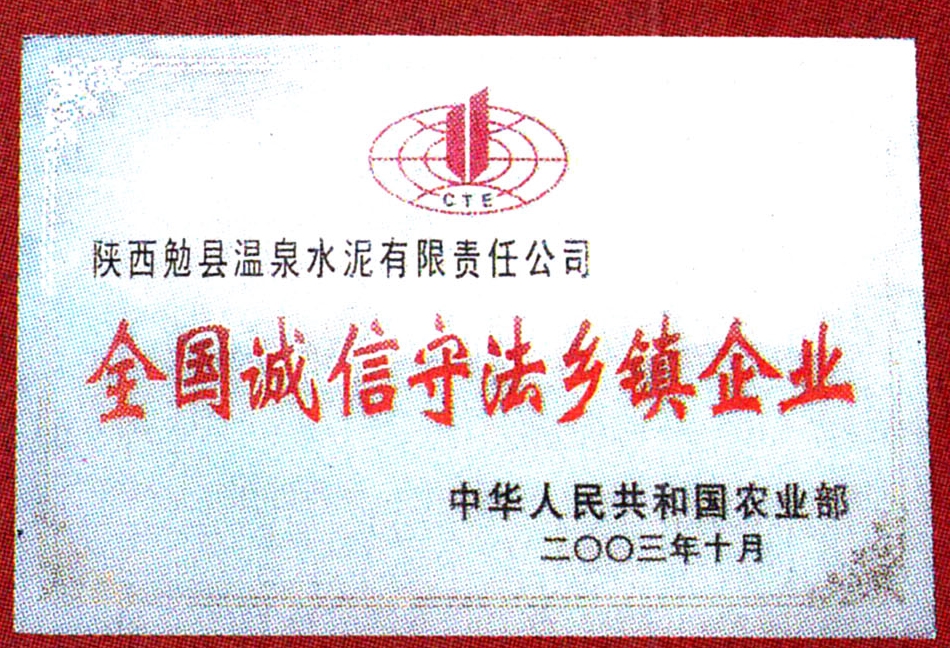 CTE
陕西勉县温泉水泥有限责任公司
全国诚信守法乡镇企业
中华人民共和国农业部
二〇〇三年十月